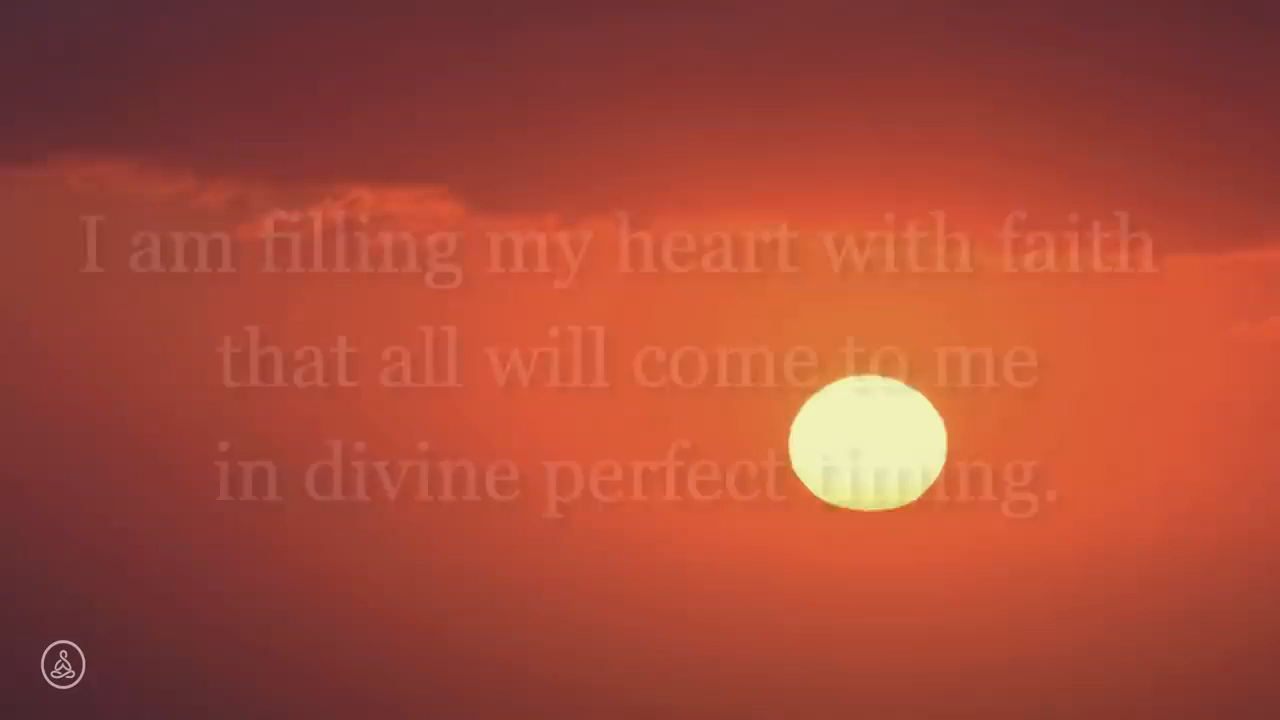 I am filling my heart with faith
that all will come to me
in divine perfect timing.